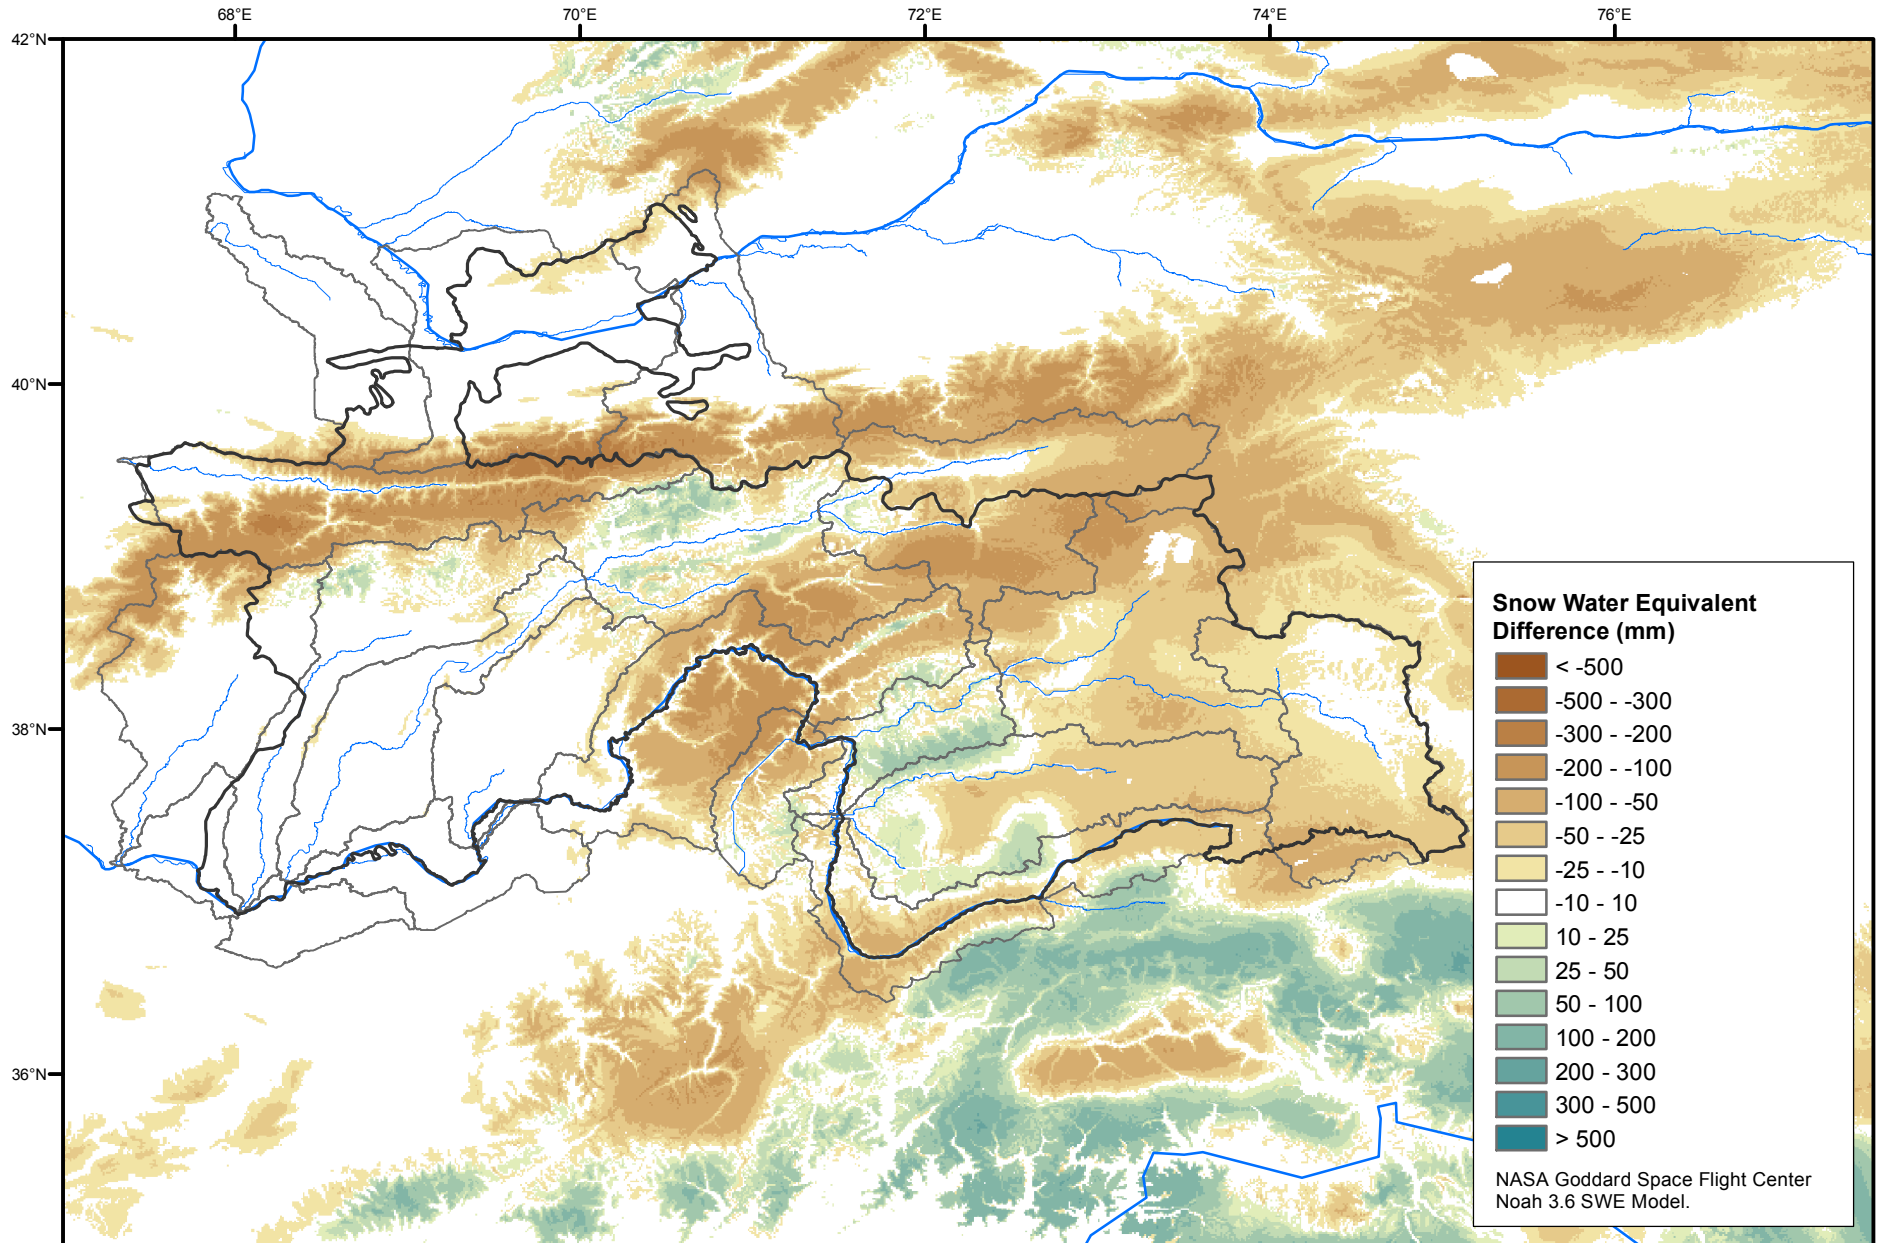 68°E 70°E 72°E 74°E 76°E
42°N
40°N
38°N
36°N
Snow Water Equivalent
Difference (mm)
< -500
-500 - -300
-300 - -200
-200 - -100
-100 - -50
-50 - -25
-25 - -10
-10 - 10
10 - 25
25 - 50
50 - 100
100 - 200
200 - 300
300 - 500
> 500
NASA Goddard Space Flight Center
Noah 3.6 SWE Model.